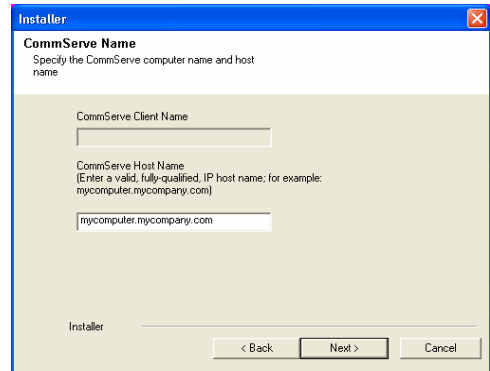 Installer
CommServe Name
Specify the CommServe computer name and host
name
CommServe Client Name
CommServe Host Name
(Enter a valid, fully-qualified, IP host name; for example:
mycomputer.mycompany.com)
mycomputer.mycompany.com
Installer
< Back
Next >
Cancel